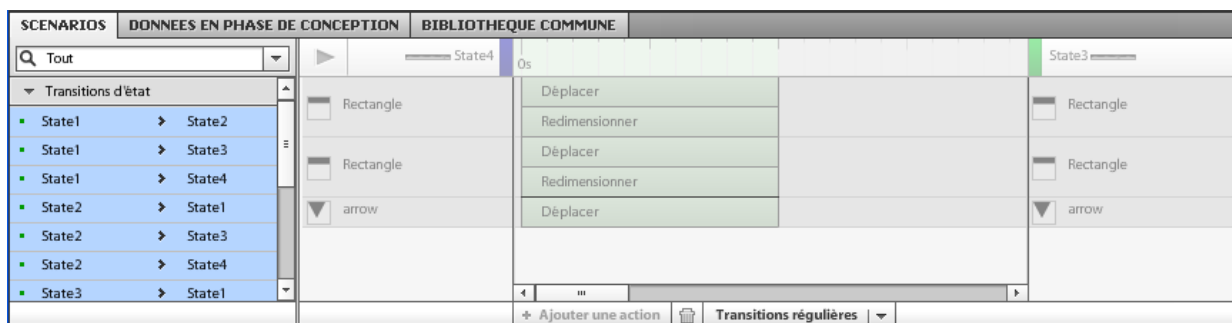 SCENARIOS DONNEES EN PHASE DE CONCEPTION BIBLIOTHEQUE COMMUNE
Tout
State4
0s
State3
Transitions d'état
State1 State2
State1 State3
State1 State4
State2 State1
State2 State3
State2 State4
State3 State1
Rectangle
Déplacer
Redimensionner
Rectangle
Rectangle
Déplacer
Redimensionner
Rectangle
arrow
Déplacer
arrow
+ Ajouter une action
Transitions régulières